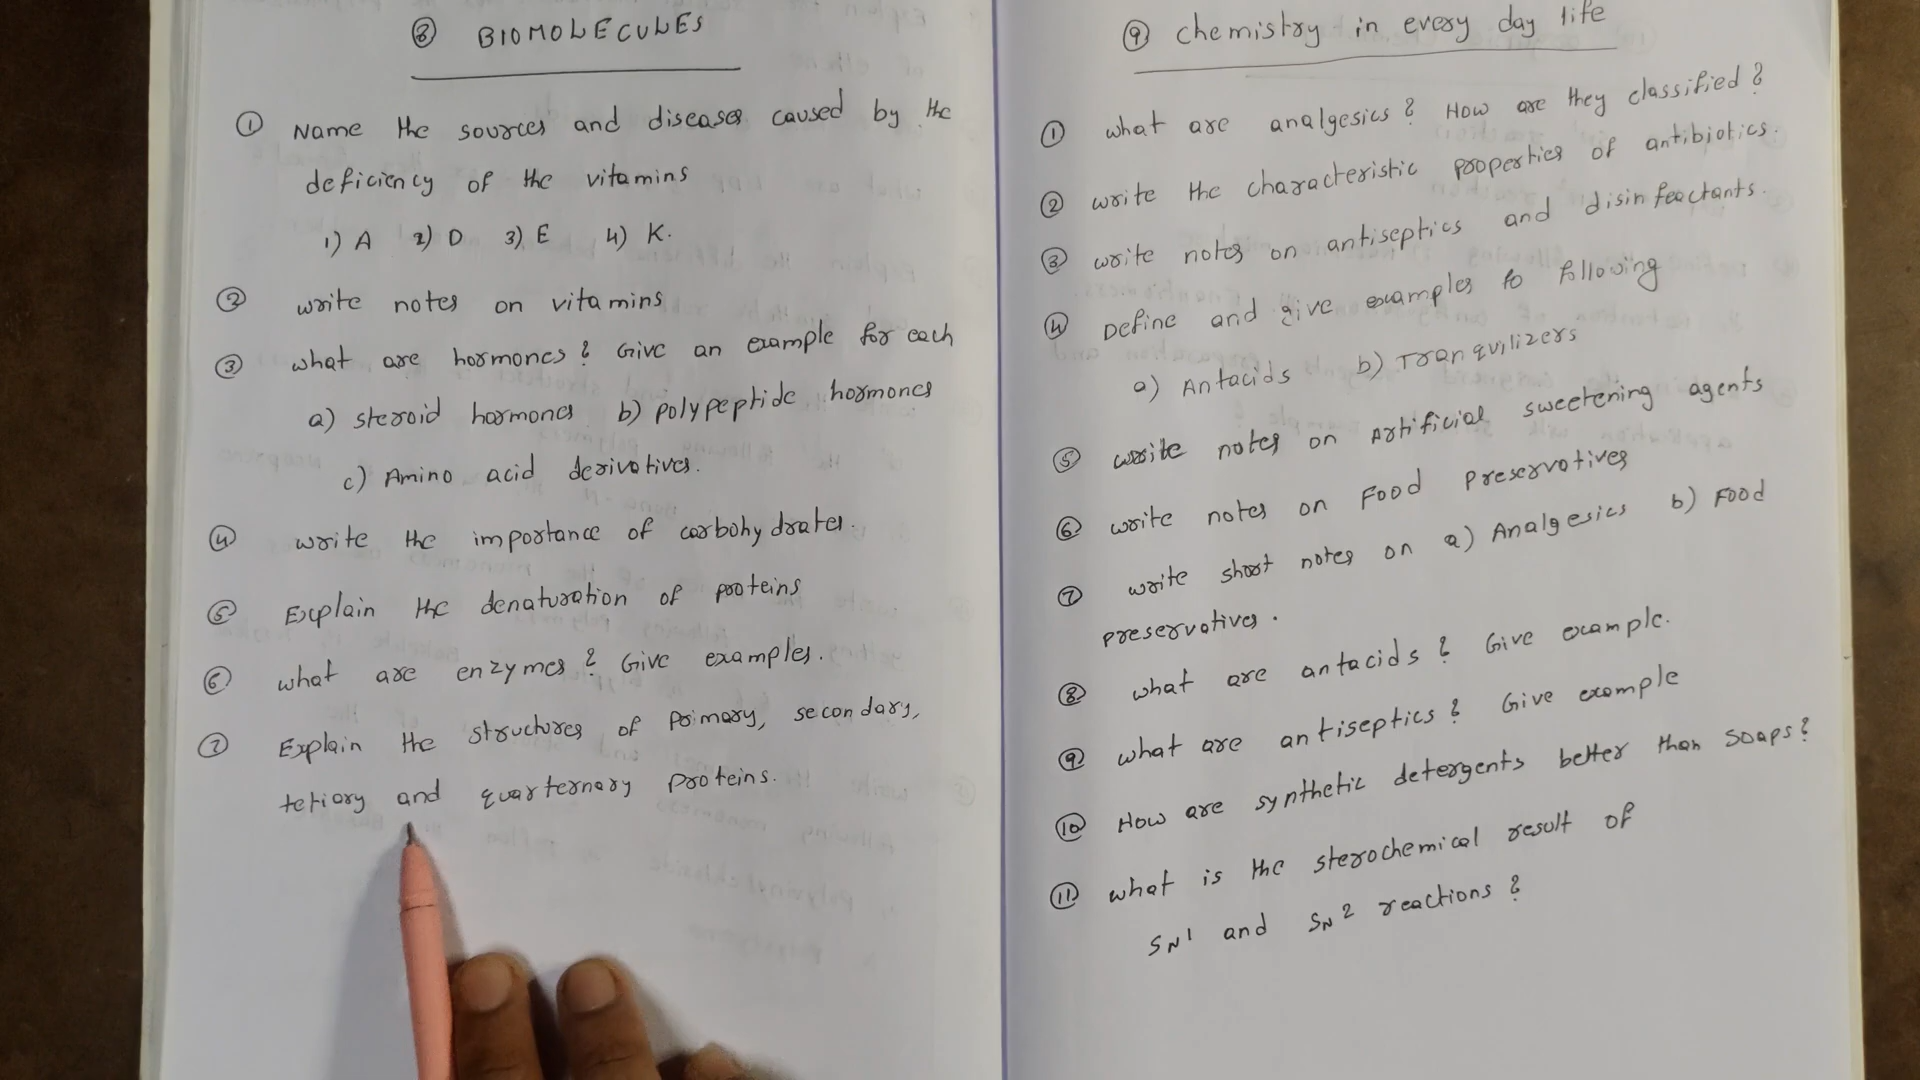 ⑧ BIOMOLECULES
① Name the sources and diseases caused by the
deficiency of the vitamins
1) A 2) D 3) E 4) K.
② write notes on vitamins
③ what are hormones? Give an example for each
a) steroid hormones b) polypeptide hormones
c) Amino acid derivatives.
④ write the importance of carbohydrates.
⑤ Explain the denaturation of proteins
⑥ what are enzymes? Give examples.
⑦ Explain the structures of primary, secondary,
tetiary and quarternary proteins.
⑨ chemistry in every day life
① what are analgesics? How are they classified?
② write the characteristic properties of antibiotics.
③ write notes on antiseptics and disinfectants.
④ Define and give examples to following
a) Antacids b) Tranquilizers
⑤ write notes on Artificial sweetening agents
⑥ write notes on Food preservatives
⑦ write short notes on a) Analgesics b) Food
preservatives.
⑧ what are antacids? Give example.
⑨ what are antiseptics? Give example
⑩ How are synthetic detergents better than soaps?
⑪ what is the sterochemical result of
SN1 and SN2 reactions?